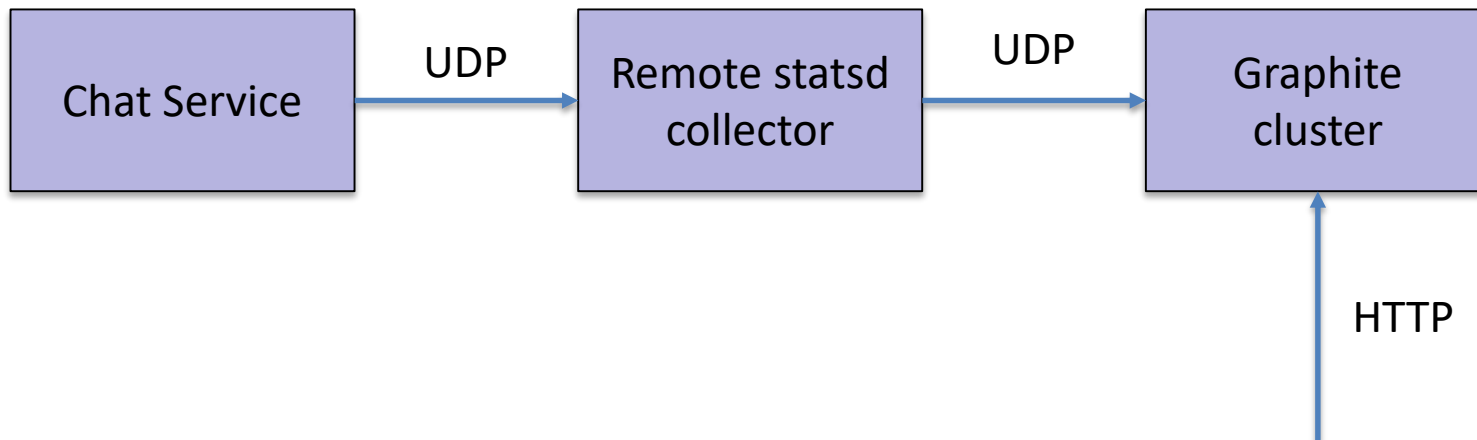 Chat Service
UDP
Remote statsd
collector
UDP
Graphite
cluster
HTTP